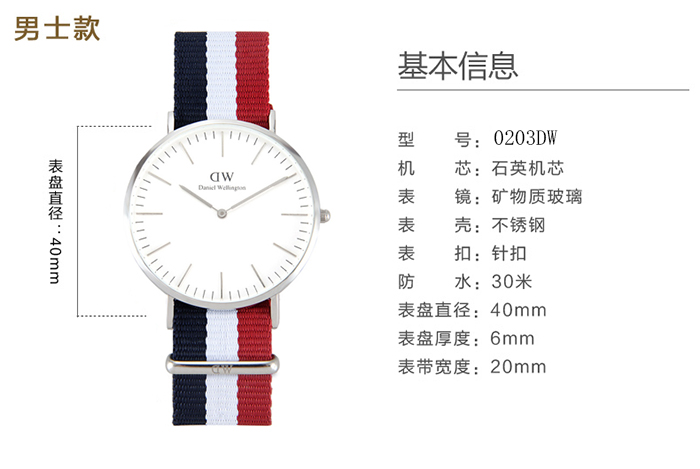 男士款
基本信息
表盘直径：40mm
DW
Daniel Wellington
DW
型 号：0203DW
机 芯：石英机芯
表 镜：矿物质玻璃
表 壳：不锈钢
表 扣：针扣
防 水：30米
表盘直径：40mm
表盘厚度：6mm
表带宽度：20mm